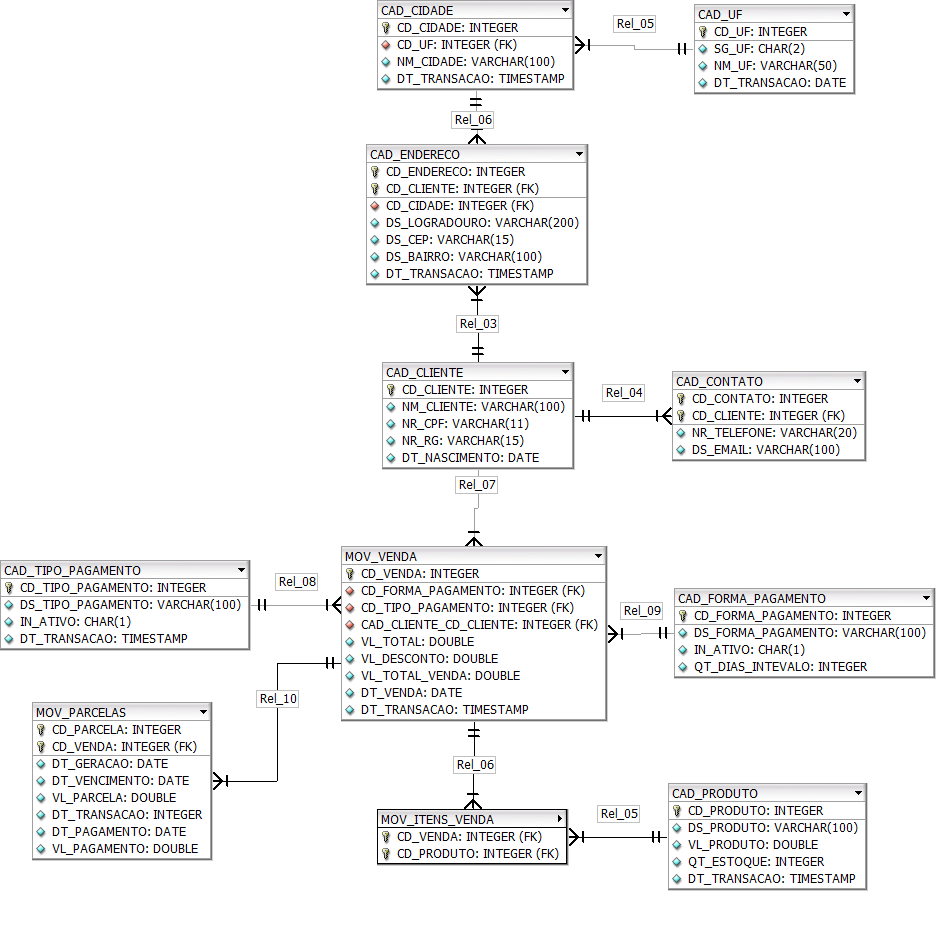 CAD_CIDADE
CD_CIDADE: INTEGER
CD_UF: INTEGER (FK)
NM_CIDADE: VARCHAR(100)
DT_TRANSACAO: TIMESTAMP
Rel_05
CAD_UF
CD_UF: INTEGER
SG_UF: CHAR(2)
NM_UF: VARCHAR(50)
DT_TRANSACAO: DATE
Rel_06
CAD_ENDERECO
CD_ENDERECO: INTEGER
CD_CLIENTE: INTEGER (FK)
CD_CIDADE: INTEGER (FK)
DS_LOGRADOURO: VARCHAR(200)
DS_CEP: VARCHAR(15)
DS_BAIRRO: VARCHAR(100)
DT_TRANSACAO: TIMESTAMP
Rel_03
CAD_CLIENTE
CD_CLIENTE: INTEGER
NM_CLIENTE: VARCHAR(100)
NR_CPF: VARCHAR(11)
NR_RG: VARCHAR(15)
DT_NASCIMENTO: DATE
Rel_04
CAD_CONTATO
CD_CONTATO: INTEGER
CD_CLIENTE: INTEGER (FK)
NR_TELEFONE: VARCHAR(20)
DS_EMAIL: VARCHAR(100)
Rel_07
CAD_TIPO_PAGAMENTO
CD_TIPO_PAGAMENTO: INTEGER
DS_TIPO_PAGAMENTO: VARCHAR(100)
IN_ATIVO: CHAR(1)
DT_TRANSACAO: TIMESTAMP
Rel_08
MOV_VENDA
CD_VENDA: INTEGER
CD_FORMA_PAGAMENTO: INTEGER (FK)
CD_TIPO_PAGAMENTO: INTEGER (FK)
CAD_CLIENTE_CD_CLIENTE: INTEGER (FK)
VL_TOTAL: DOUBLE
VL_DESCONTO: DOUBLE
VL_TOTAL_VENDA: DOUBLE
DT_VENDA: DATE
DT_TRANSACAO: TIMESTAMP
Rel_09
CAD_FORMA_PAGAMENTO
CD_FORMA_PAGAMENTO: INTEGER
DS_FORMA_PAGAMENTO: VARCHAR(100)
IN_ATIVO: CHAR(1)
QT_DIAS_INTEVALO: INTEGER
Rel_10
MOV_PARCELAS
CD_PARCELA: INTEGER
CD_VENDA: INTEGER (FK)
DT_GERACAO: DATE
DT_VENCIMENTO: DATE
VL_PARCELA: DOUBLE
DT_TRANSACAO: INTEGER
DT_PAGAMENTO: DATE
VL_PAGAMENTO: DOUBLE
Rel_06
MOV_ITENS_VENDA
CD_VENDA: INTEGER (FK)
CD_PRODUTO: INTEGER (FK)
Rel_05
CAD_PRODUTO
CD_PRODUTO: INTEGER
DS_PRODUTO: VARCHAR(100)
VL_PRODUTO: DOUBLE
QT_ESTOQUE: INTEGER
DT_TRANSACAO: TIMESTAMP